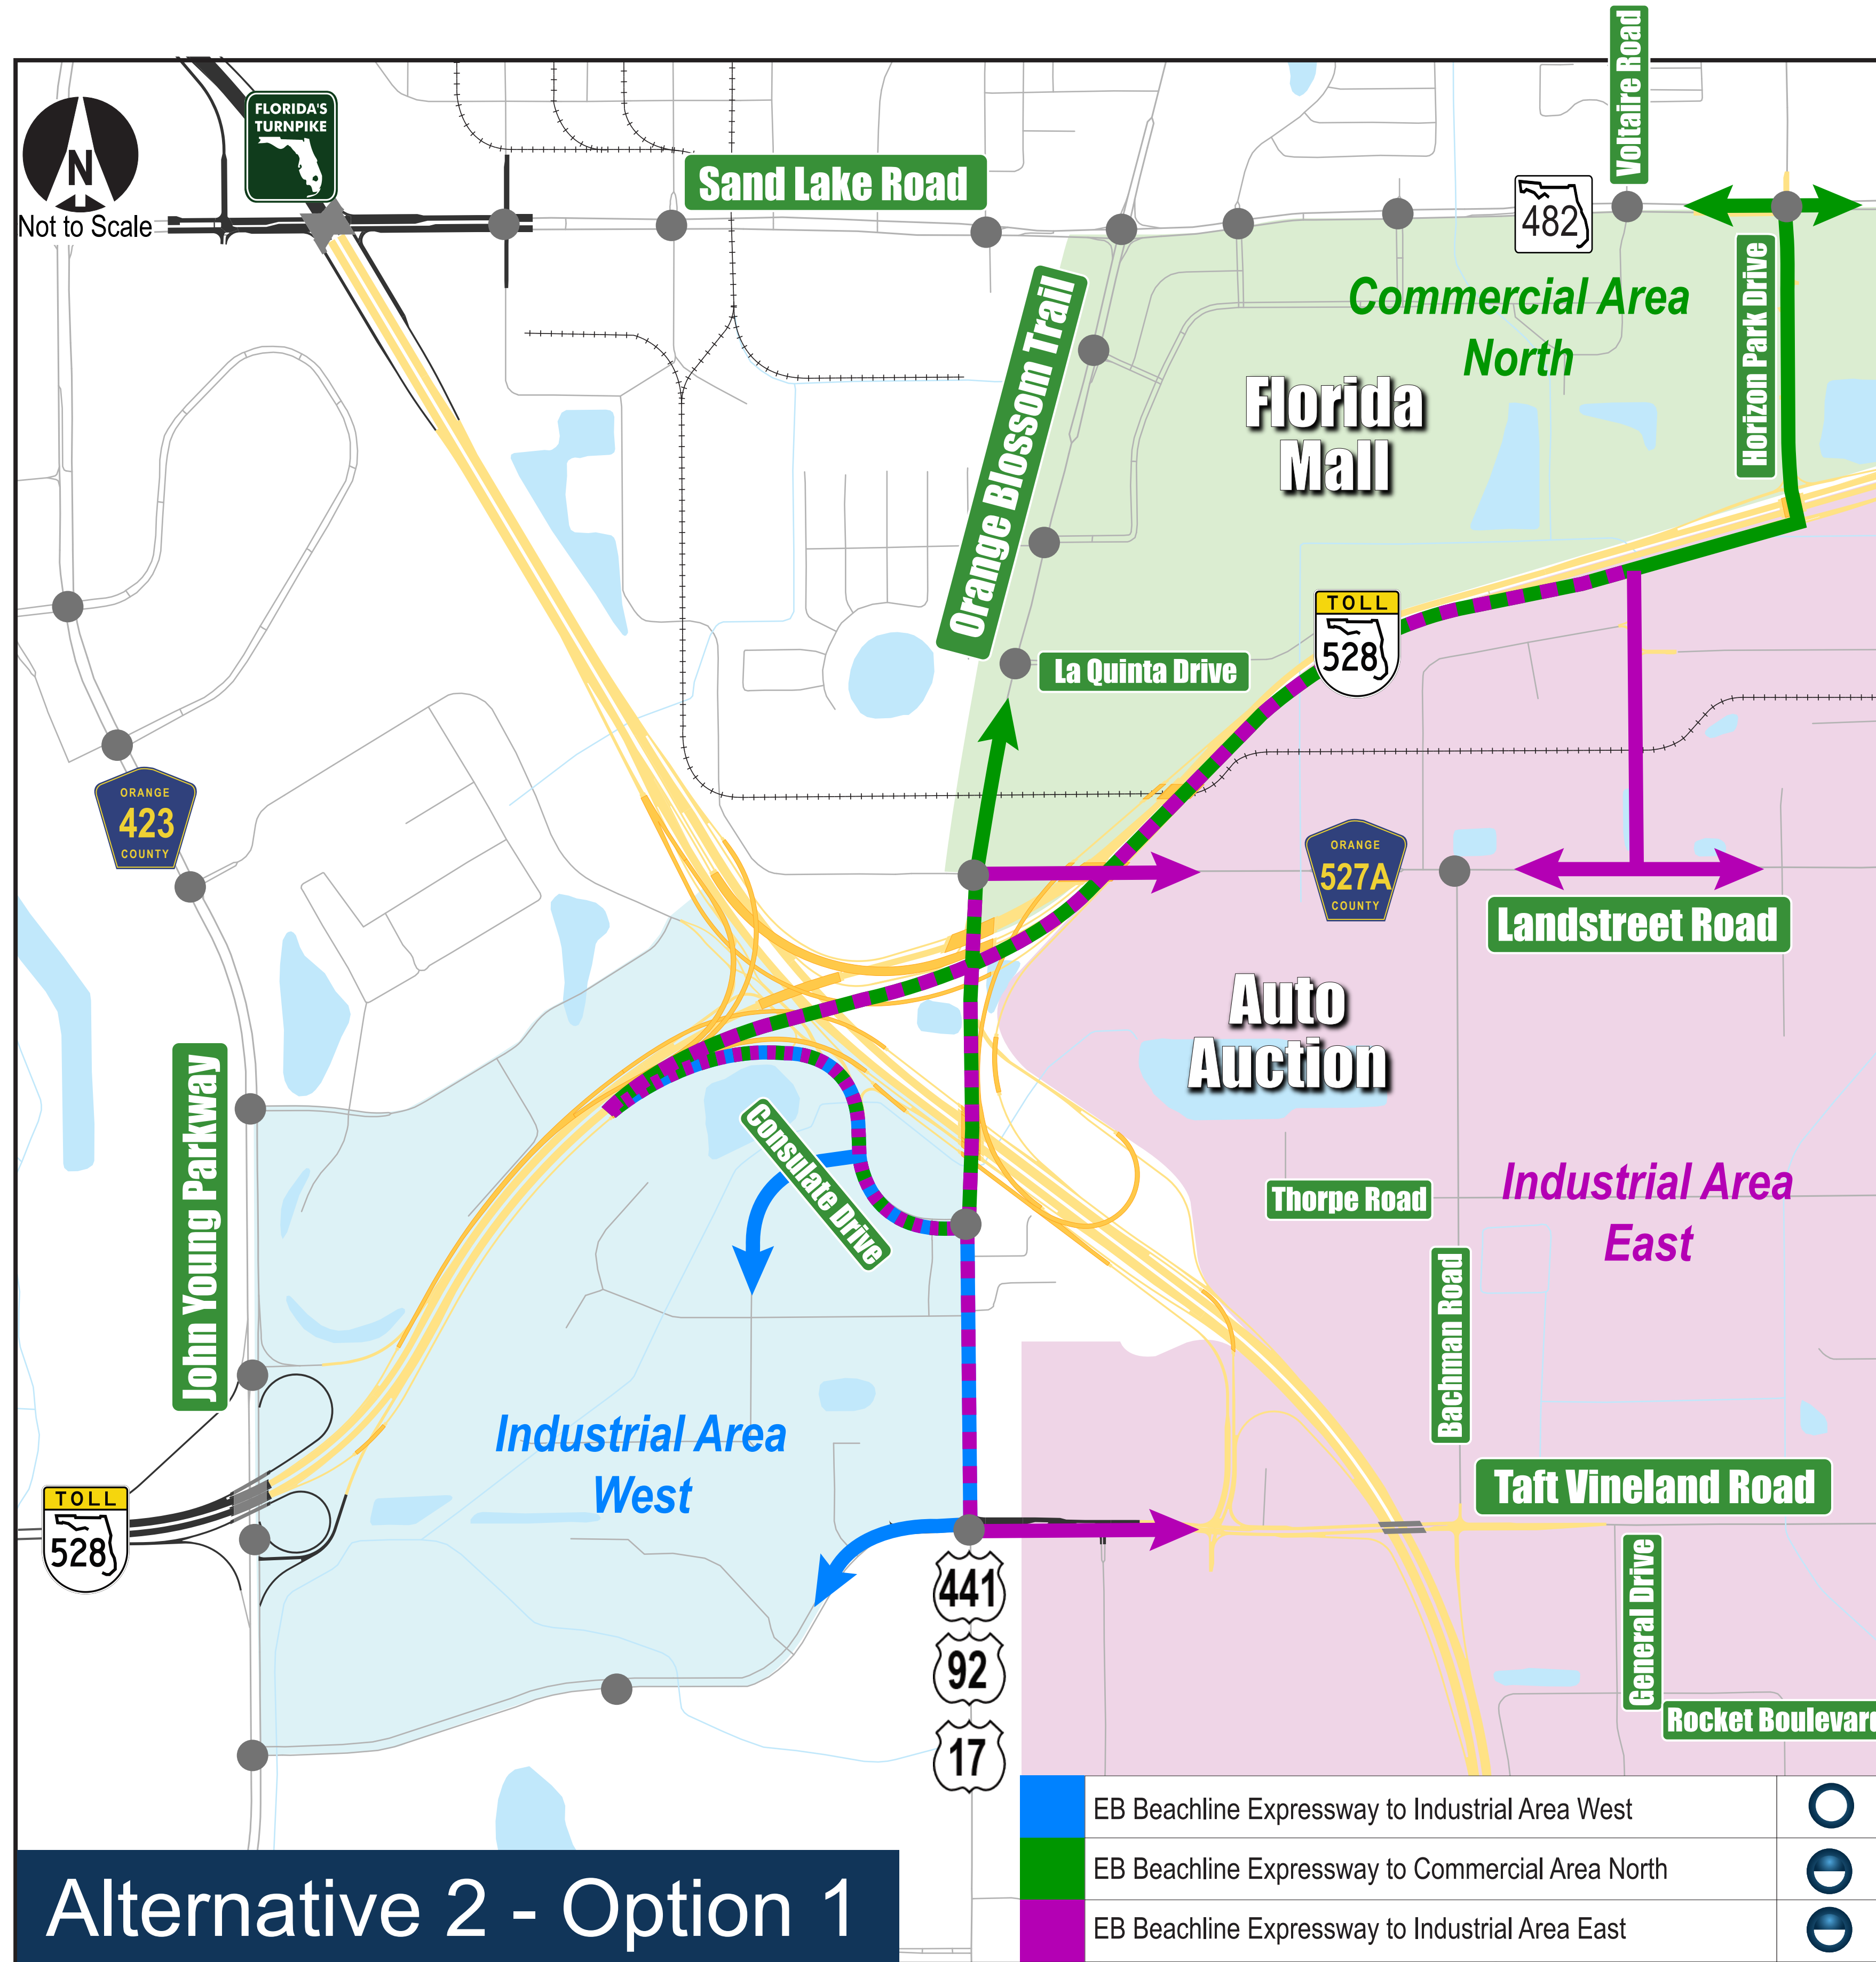 Voltaire Road
FLORIDA'S
TURNPIKE
N
Not to Scale
Sand Lake Road
482
Commercial Area
North
Horizon Park Drive
Florida
Mall
Orange Blossom Trail
TOLL
528
La Quinta Drive
ORANGE
423
COUNTY
ORANGE
527A
COUNTY
Landstreet Road
Auto
Auction
John Young Parkway
Consulate Drive
Thorpe Road
Industrial Area
East
Bachman Road
Industrial Area
West
Taft Vineland Road
TOLL
528
General Drive
441
92
17
Rocket Boulevard
EB Beachline Expressway to Industrial Area West
EB Beachline Expressway to Commercial Area North
EB Beachline Expressway to Industrial Area East
Alternative 2 - Option 1